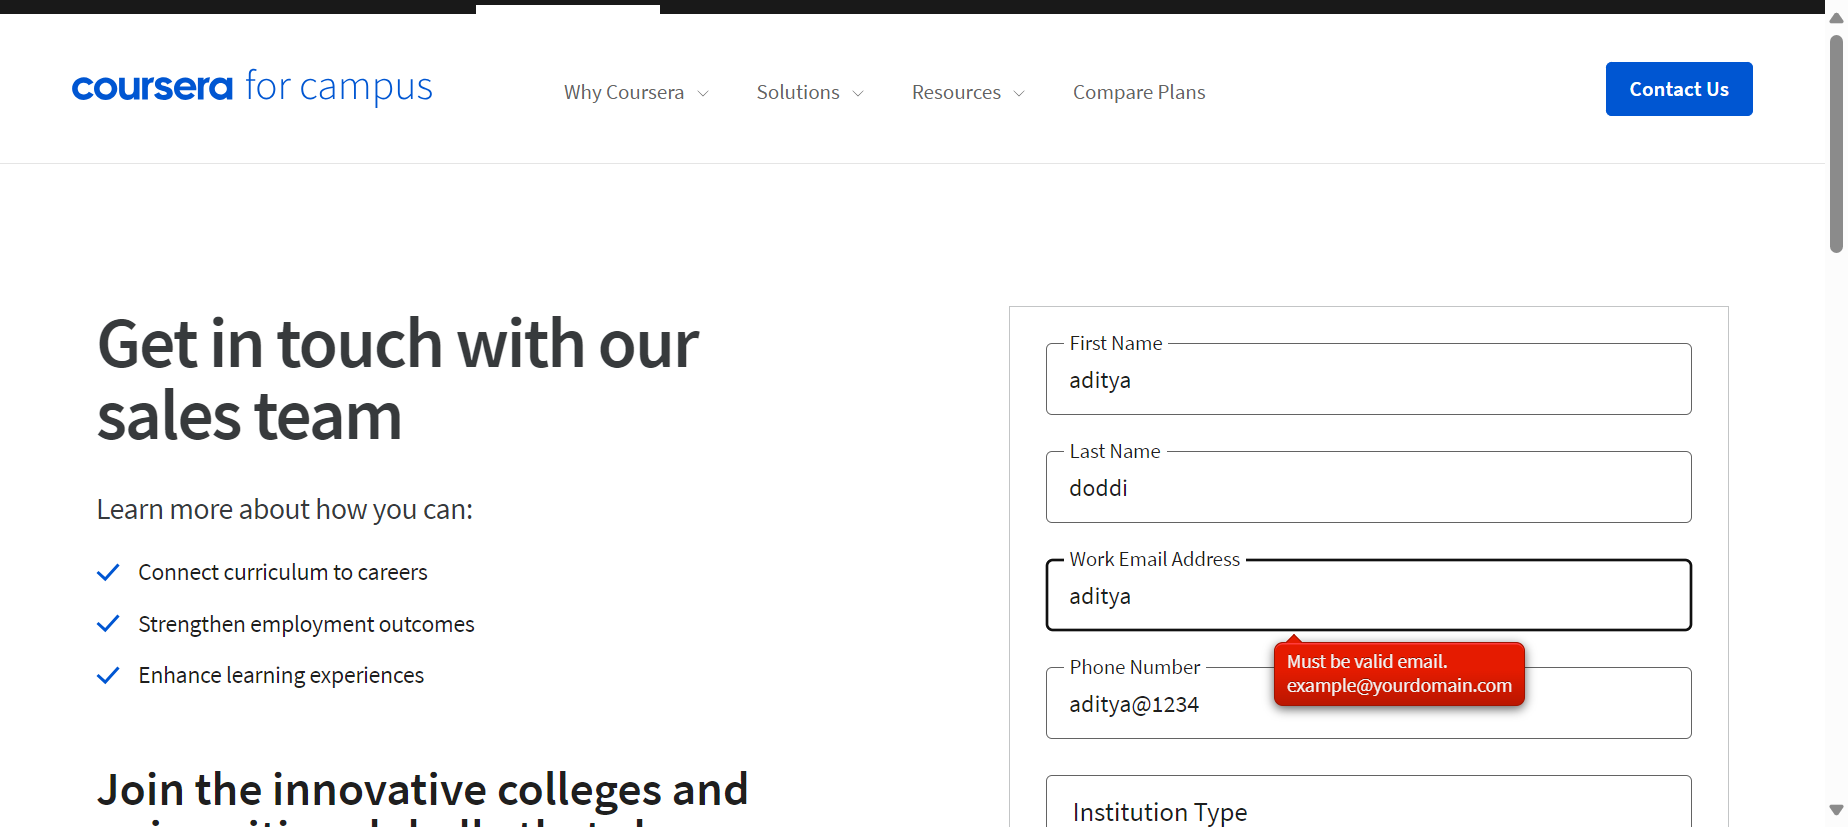 coursera for campus
Why Coursera
Solutions
Resources
Compare Plans
Contact Us
Get in touch with our
sales team
Learn more about how you can:
Connect curriculum to careers
Strengthen employment outcomes
Enhance learning experiences
Join the innovative colleges and
First Name
aditya
Last Name
doddi
Work Email Address
aditya
Must be valid email.
example@yourdomain.com
Phone Number
aditya@1234
Institution Type